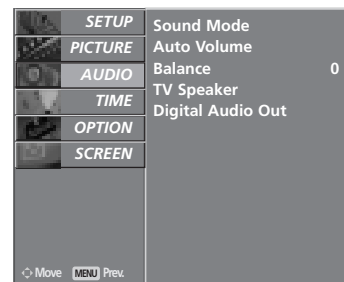 SETUP
PICTURE
AUDIO
TIME
OPTION
SCREEN
Move MENU Prev.
Sound Mode
Auto Volume
Balance 0
TV Speaker
Digital Audio Out